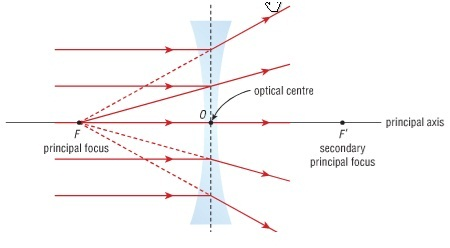 optical centre
O
principal axis
F
principal focus
F'
secondary
principal focus